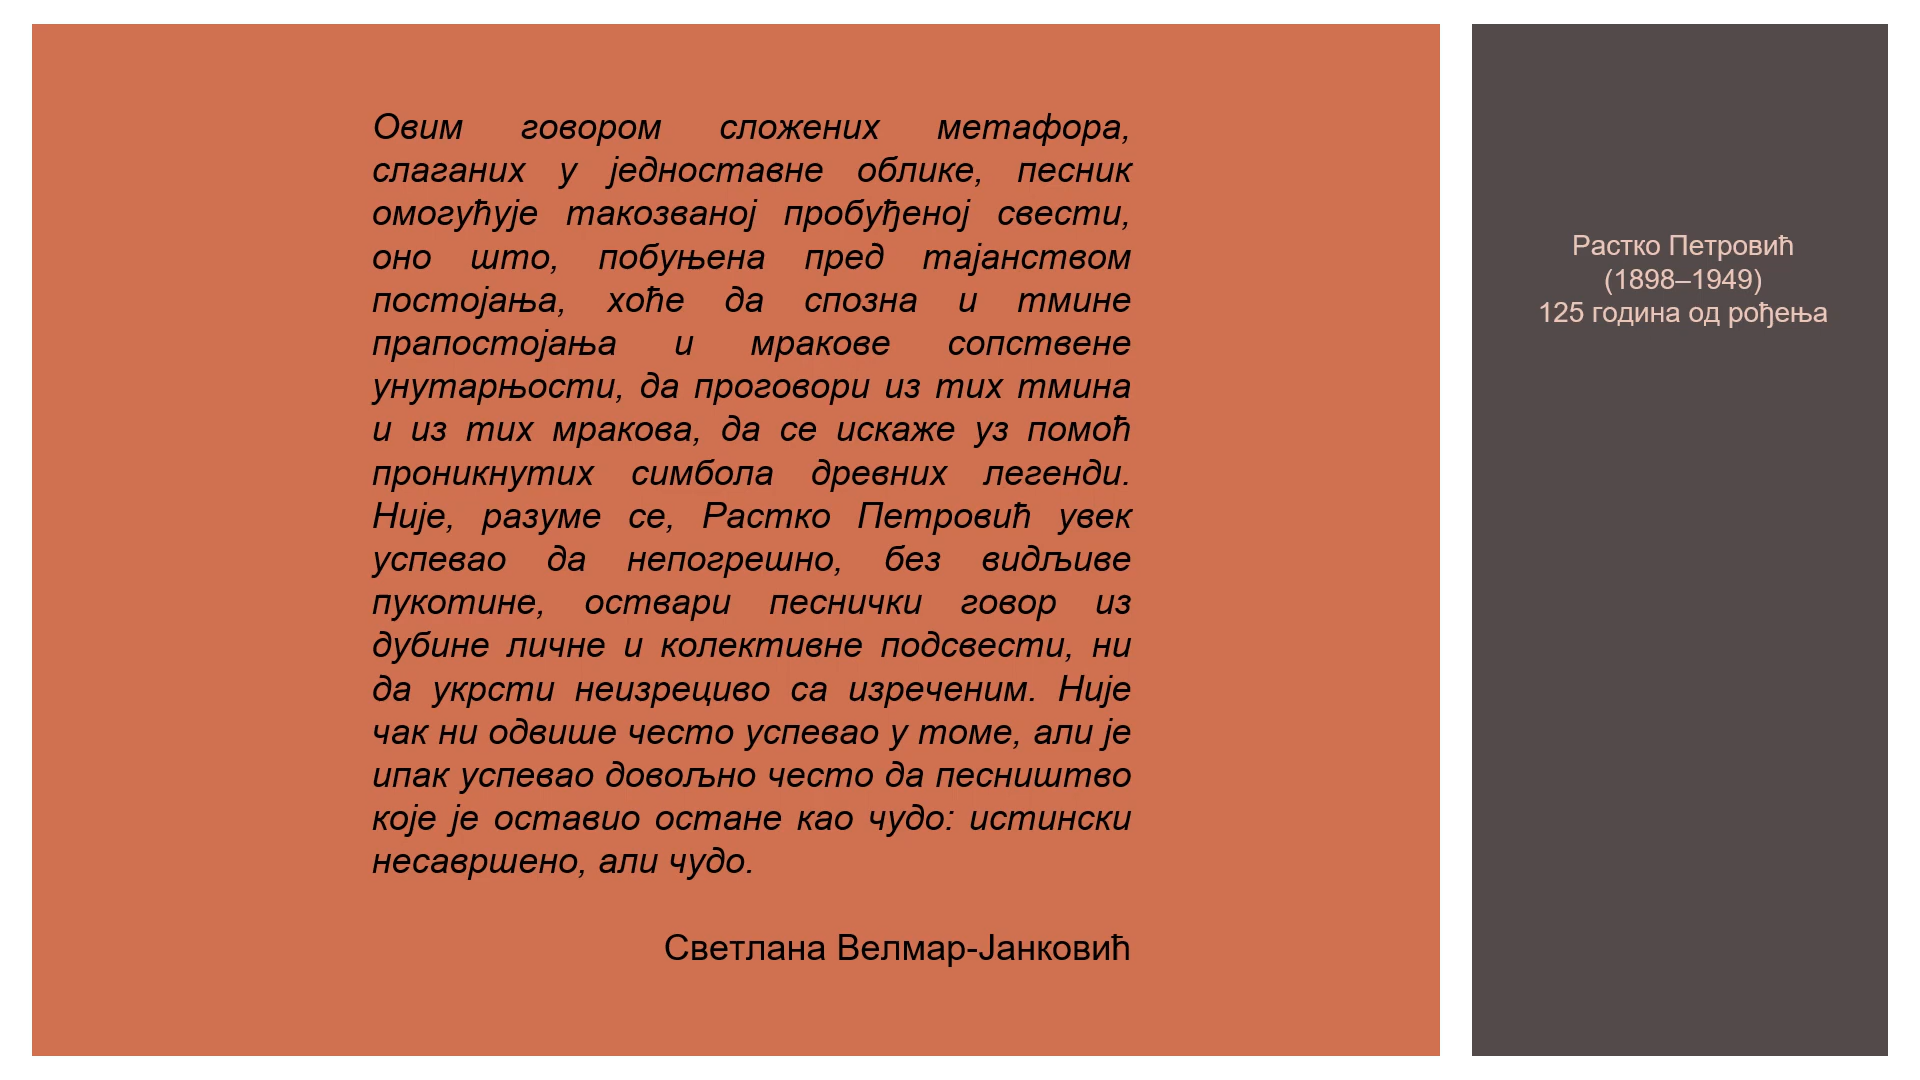 Овим говором сложених метафора,
слаганих у једноставне облике, песник
омогућује такозваној пробуђеној свести,
оно што, побуњена пред тајанством
постојања, хоће да спозна и тмине
прапостојања и мракове сопствене
унутарњости, да проговори из тих тмина
и из тих мракова, да се искаже уз помоћ
проникнутих симбола древних легенди.
Није, разуме се, Растко Петровић увек
успевао да непогрешно, без видљиве
пукотине, оствари песнички говор из
дубине личне и колективне подсвести, ни
да укрсти неизрециво са изреченим. Није
чак ни одвише често успевао у томе, али је
ипак успевао довољно често да песништво
које је оставио остане као чудо: истински
несавршено, али чудо.
Светлана Велмар-Јанковић
Растко Петровић
(1898–1949)
125 година од рођења